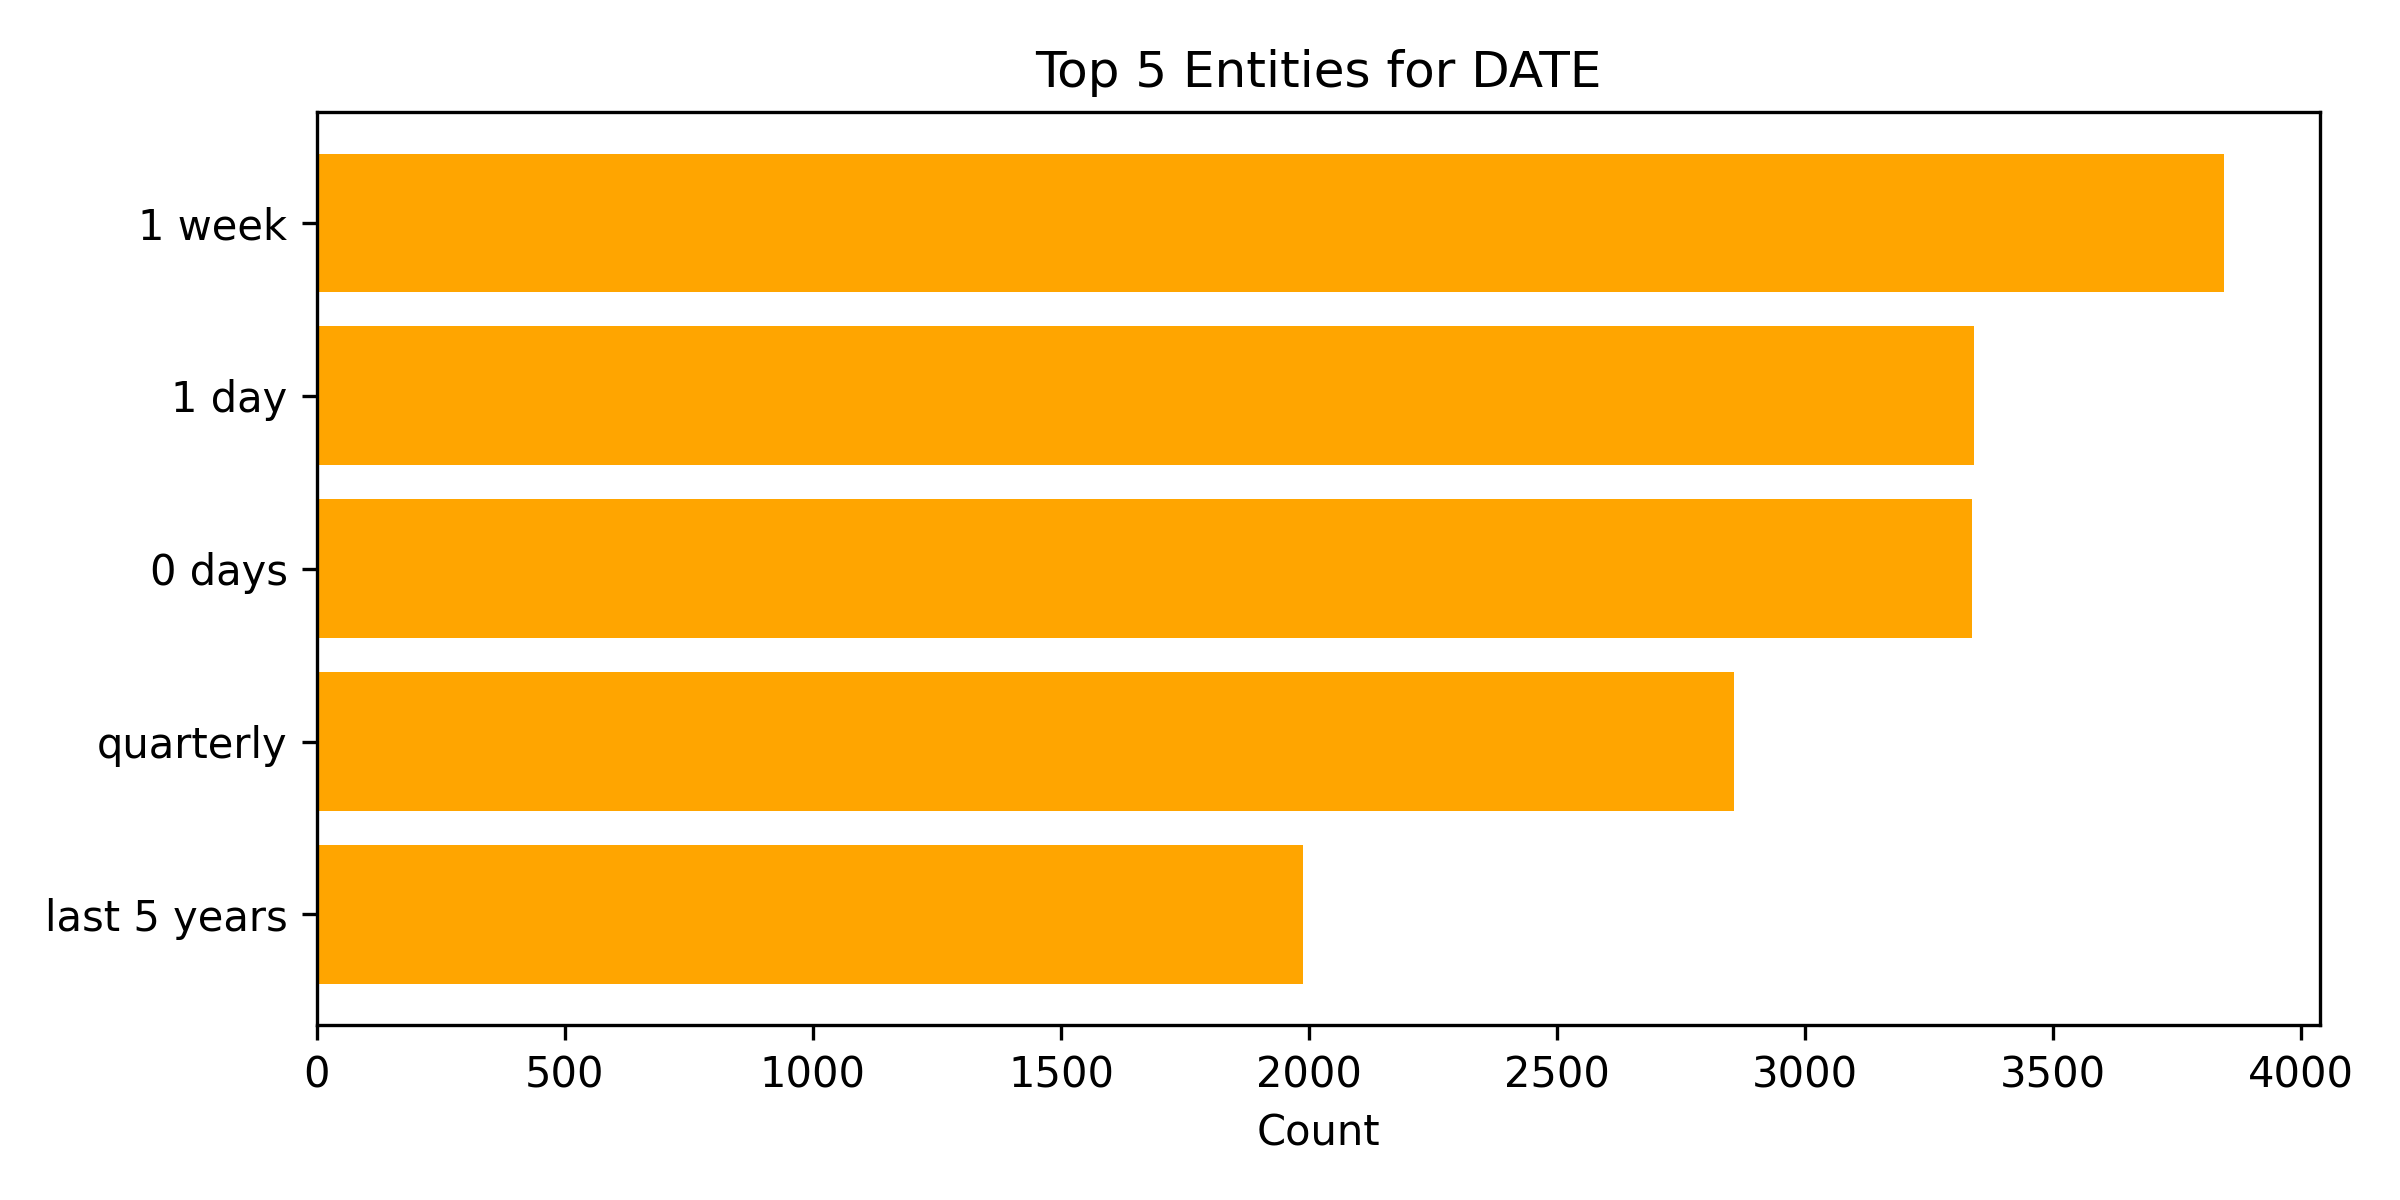 Top 5 Entities for DATE
1 week
1 day
0 days
quarterly
last 5 years
0 500 1000 1500 2000 2500 3000 3500 4000
Count